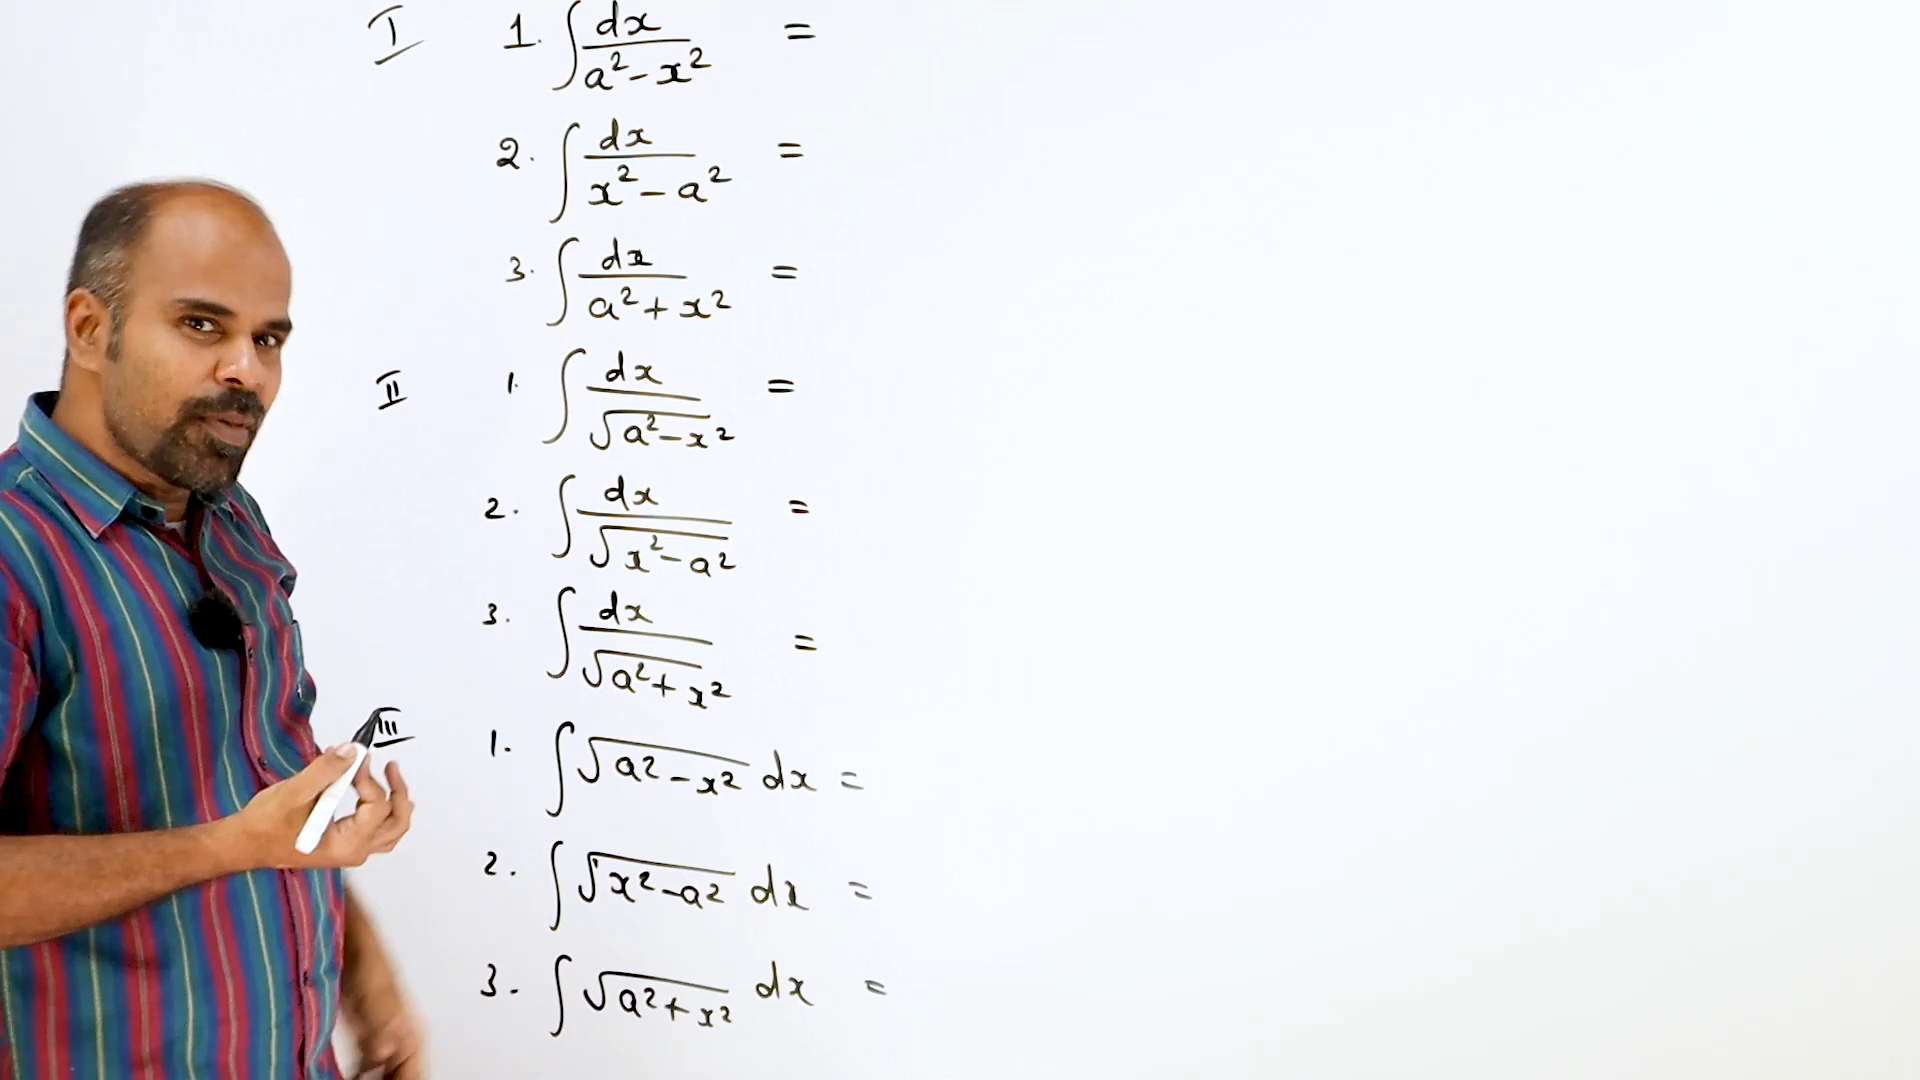 I 1. ∫ dx / a² - x² =
2. ∫ dx / x² - a² =
3. ∫ dx / a² + x² =
II 1. ∫ dx / √a² - x² =
2. ∫ dx / √x² - a² =
3. ∫ dx / √a² + x² =
III 1. ∫ √a² - x² dx =
2. ∫ √x² - a² dx =
3. ∫ √a² + x² dx =